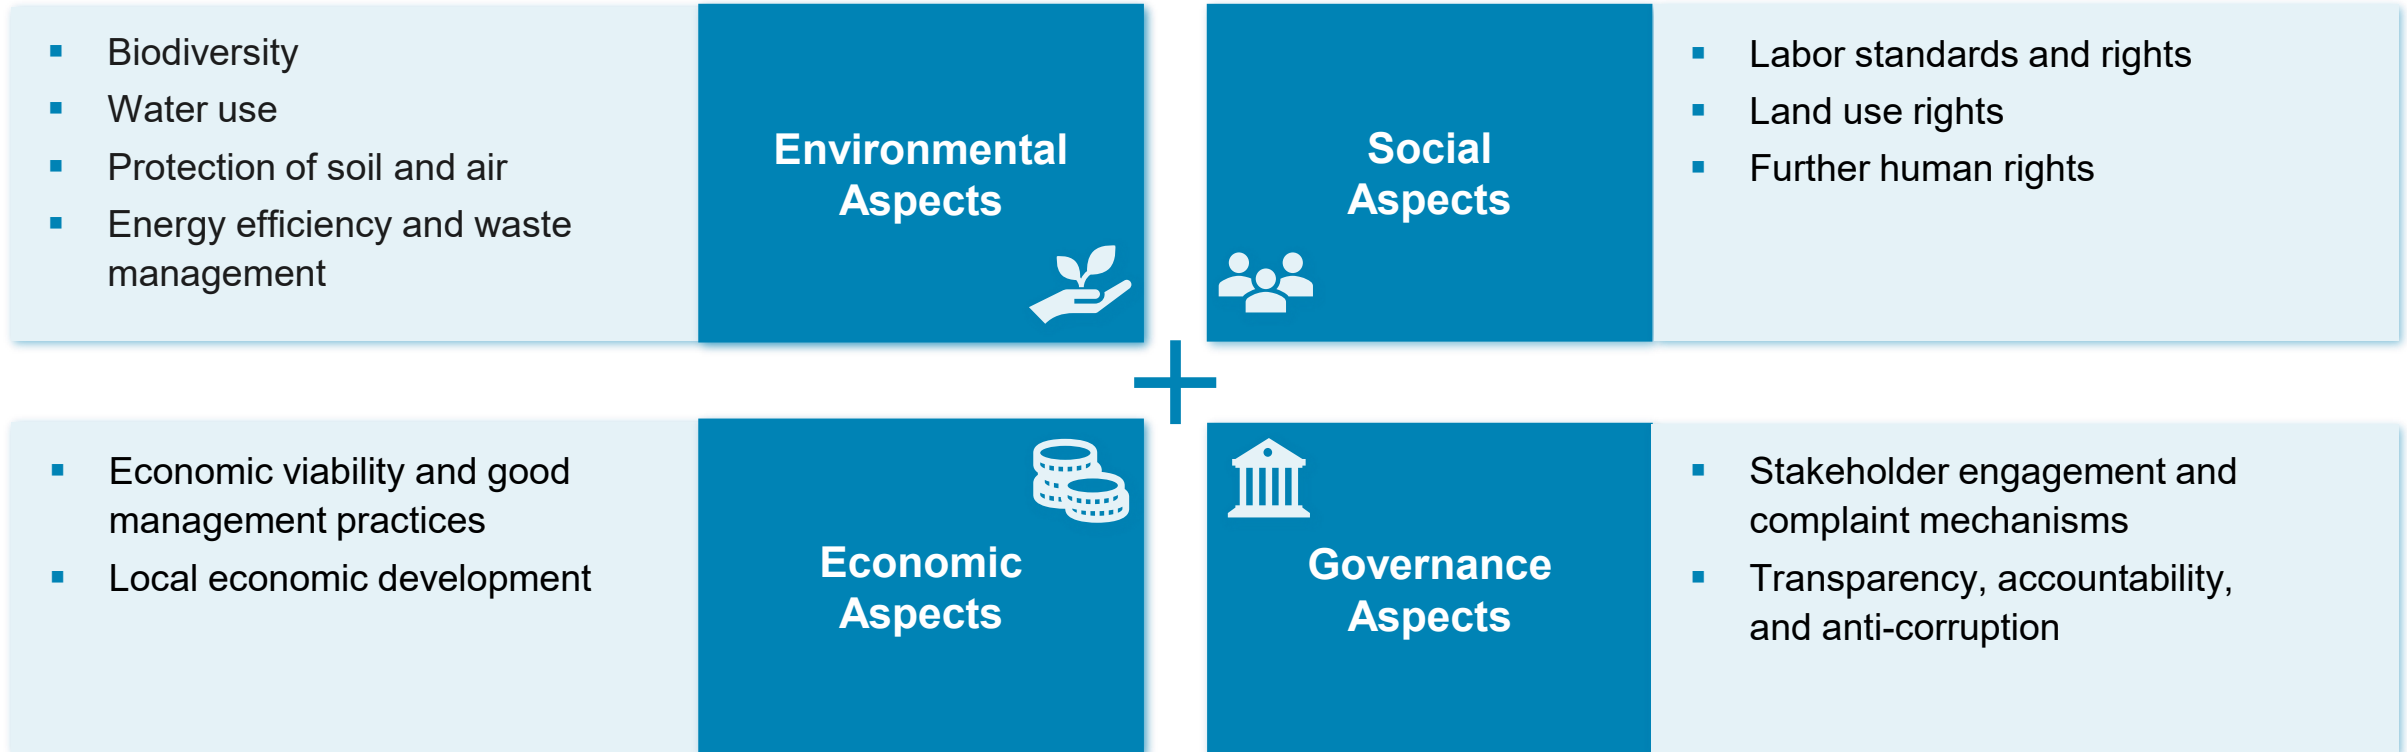 Biodiversity
Water use
Protection of soil and air
Energy efficiency and waste
management
Environmental
Aspects
Social
Aspects
Labor standards and rights
Land use rights
Further human rights
Economic viability and good
management practices
Local economic development
Economic
Aspects
Governance
Aspects
Stakeholder engagement and
complaint mechanisms
Transparency, accountability,
and anti-corruption